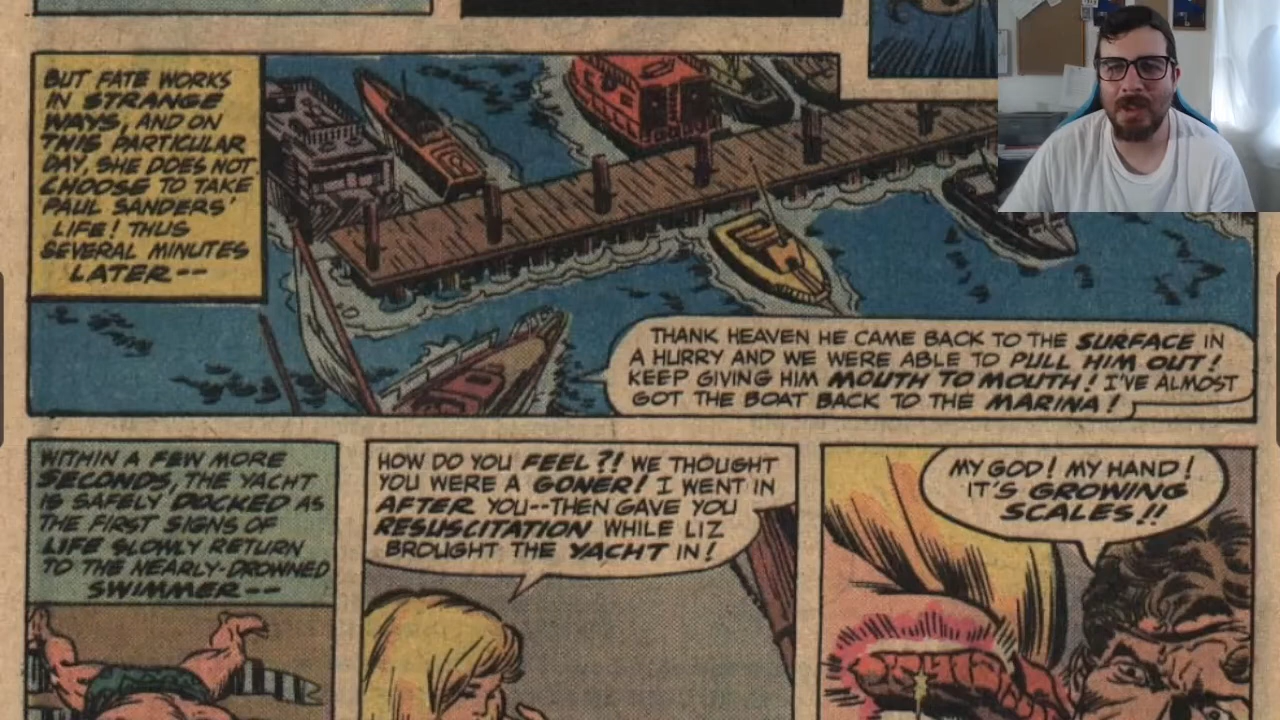 BUT FATE WORKS
IN STRANGE
WAYS, AND ON
THIS PARTICULAR
DAY, SHE DOES NOT
CHOOSE TO TAKE
PAUL SANDERS'
LIFE! THUS
SEVERAL MINUTES
LATER--
THANK HEAVEN HE CAME BACK TO THE SURFACE IN
A HURRY AND WE WERE ABLE TO PULL HIM OUT!
KEEP GIVING HIM MOUTH TO MOUTH! I'VE ALMOST
GOT THE BOAT BACK TO THE MARINA!
WITHIN A FEW MORE
SECONDS, THE YACHT
IS SAFELY DOCKED AS
THE FIRST SIGNS OF
LIFE SLOWLY RETURN
TO THE NEARLY-DROWNED
SWIMMER--
HOW DO YOU FEEL?! WE THOUGHT
YOU WERE A GONER! I WENT IN
AFTER YOU--THEN GAVE YOU
RESUSCITATION WHILE LIZ
BROUGHT THE YACHT IN!
MY GOD! MY HAND!
IT'S GROWING
SCALES!!